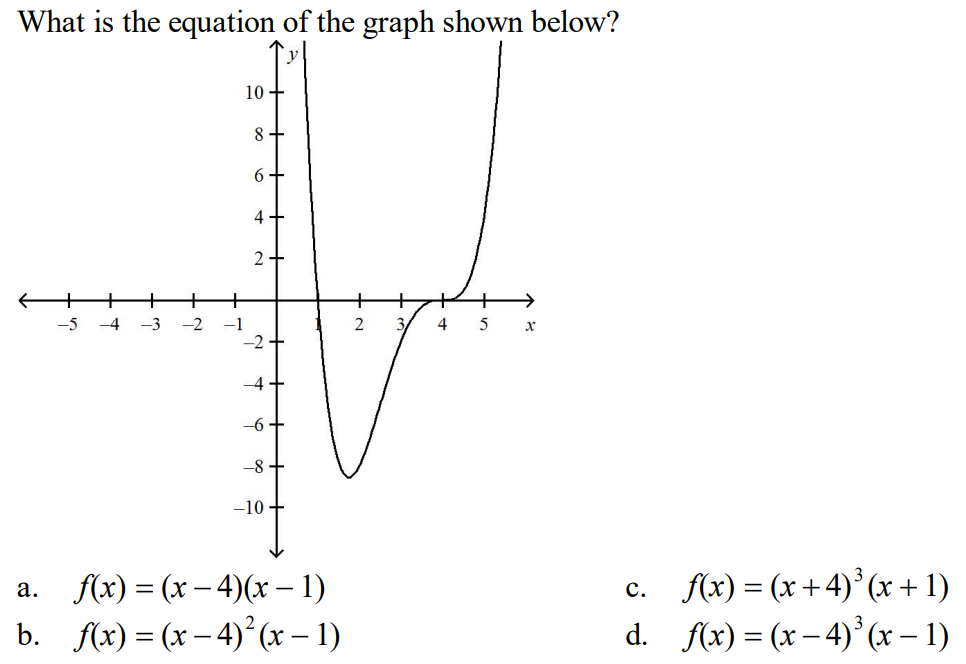 What is the equation of the graph shown below?
y
10
8
6
4
2
–5 –4 –3 –2 –1 1 2 3 4 5 x
–2
–4
–6
–8
–10
a. f(x) = (x – 4)(x – 1)
c. f(x) = (x + 4)³(x + 1)
b. f(x) = (x – 4)²(x – 1)
d. f(x) = (x – 4)³(x – 1)